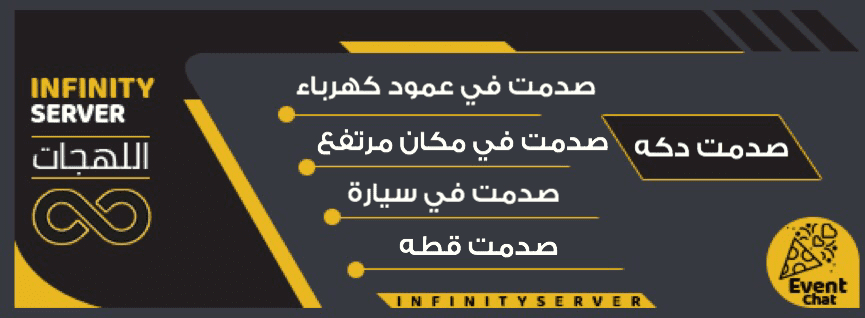 INFINITY
SERVER
اللهجات
صدمت دكه
صدمت في عمود كهرباء
صدمت في مكان مرتفع
صدمت في سيارة
صدمت قطه
INFINITYSERVER
Event
Chat